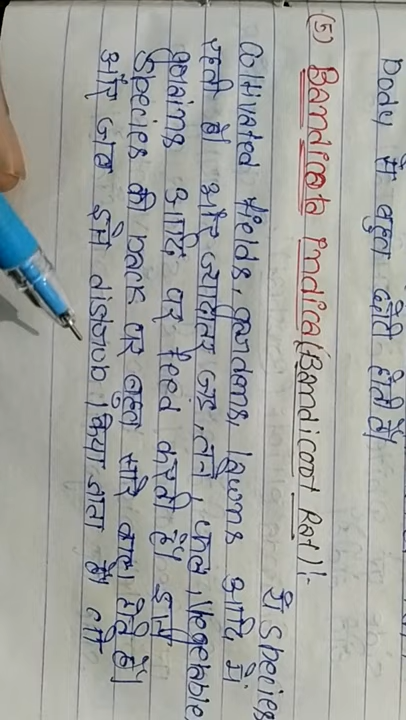 Body में बहुत छोटे होते हैं।
(5) Bandicota indica (Bandicoot Rat) :-
ये Species
Cultivated fields, gardens, lawns आदि में
रहती है और ज्यादातर जड़, तने, घास, Vegetable,
grains आदि पर feed करती है। इस
Species की back पर बहुत सारे बाल होते हैं।
और जब इसे disturb किया जाता है तो